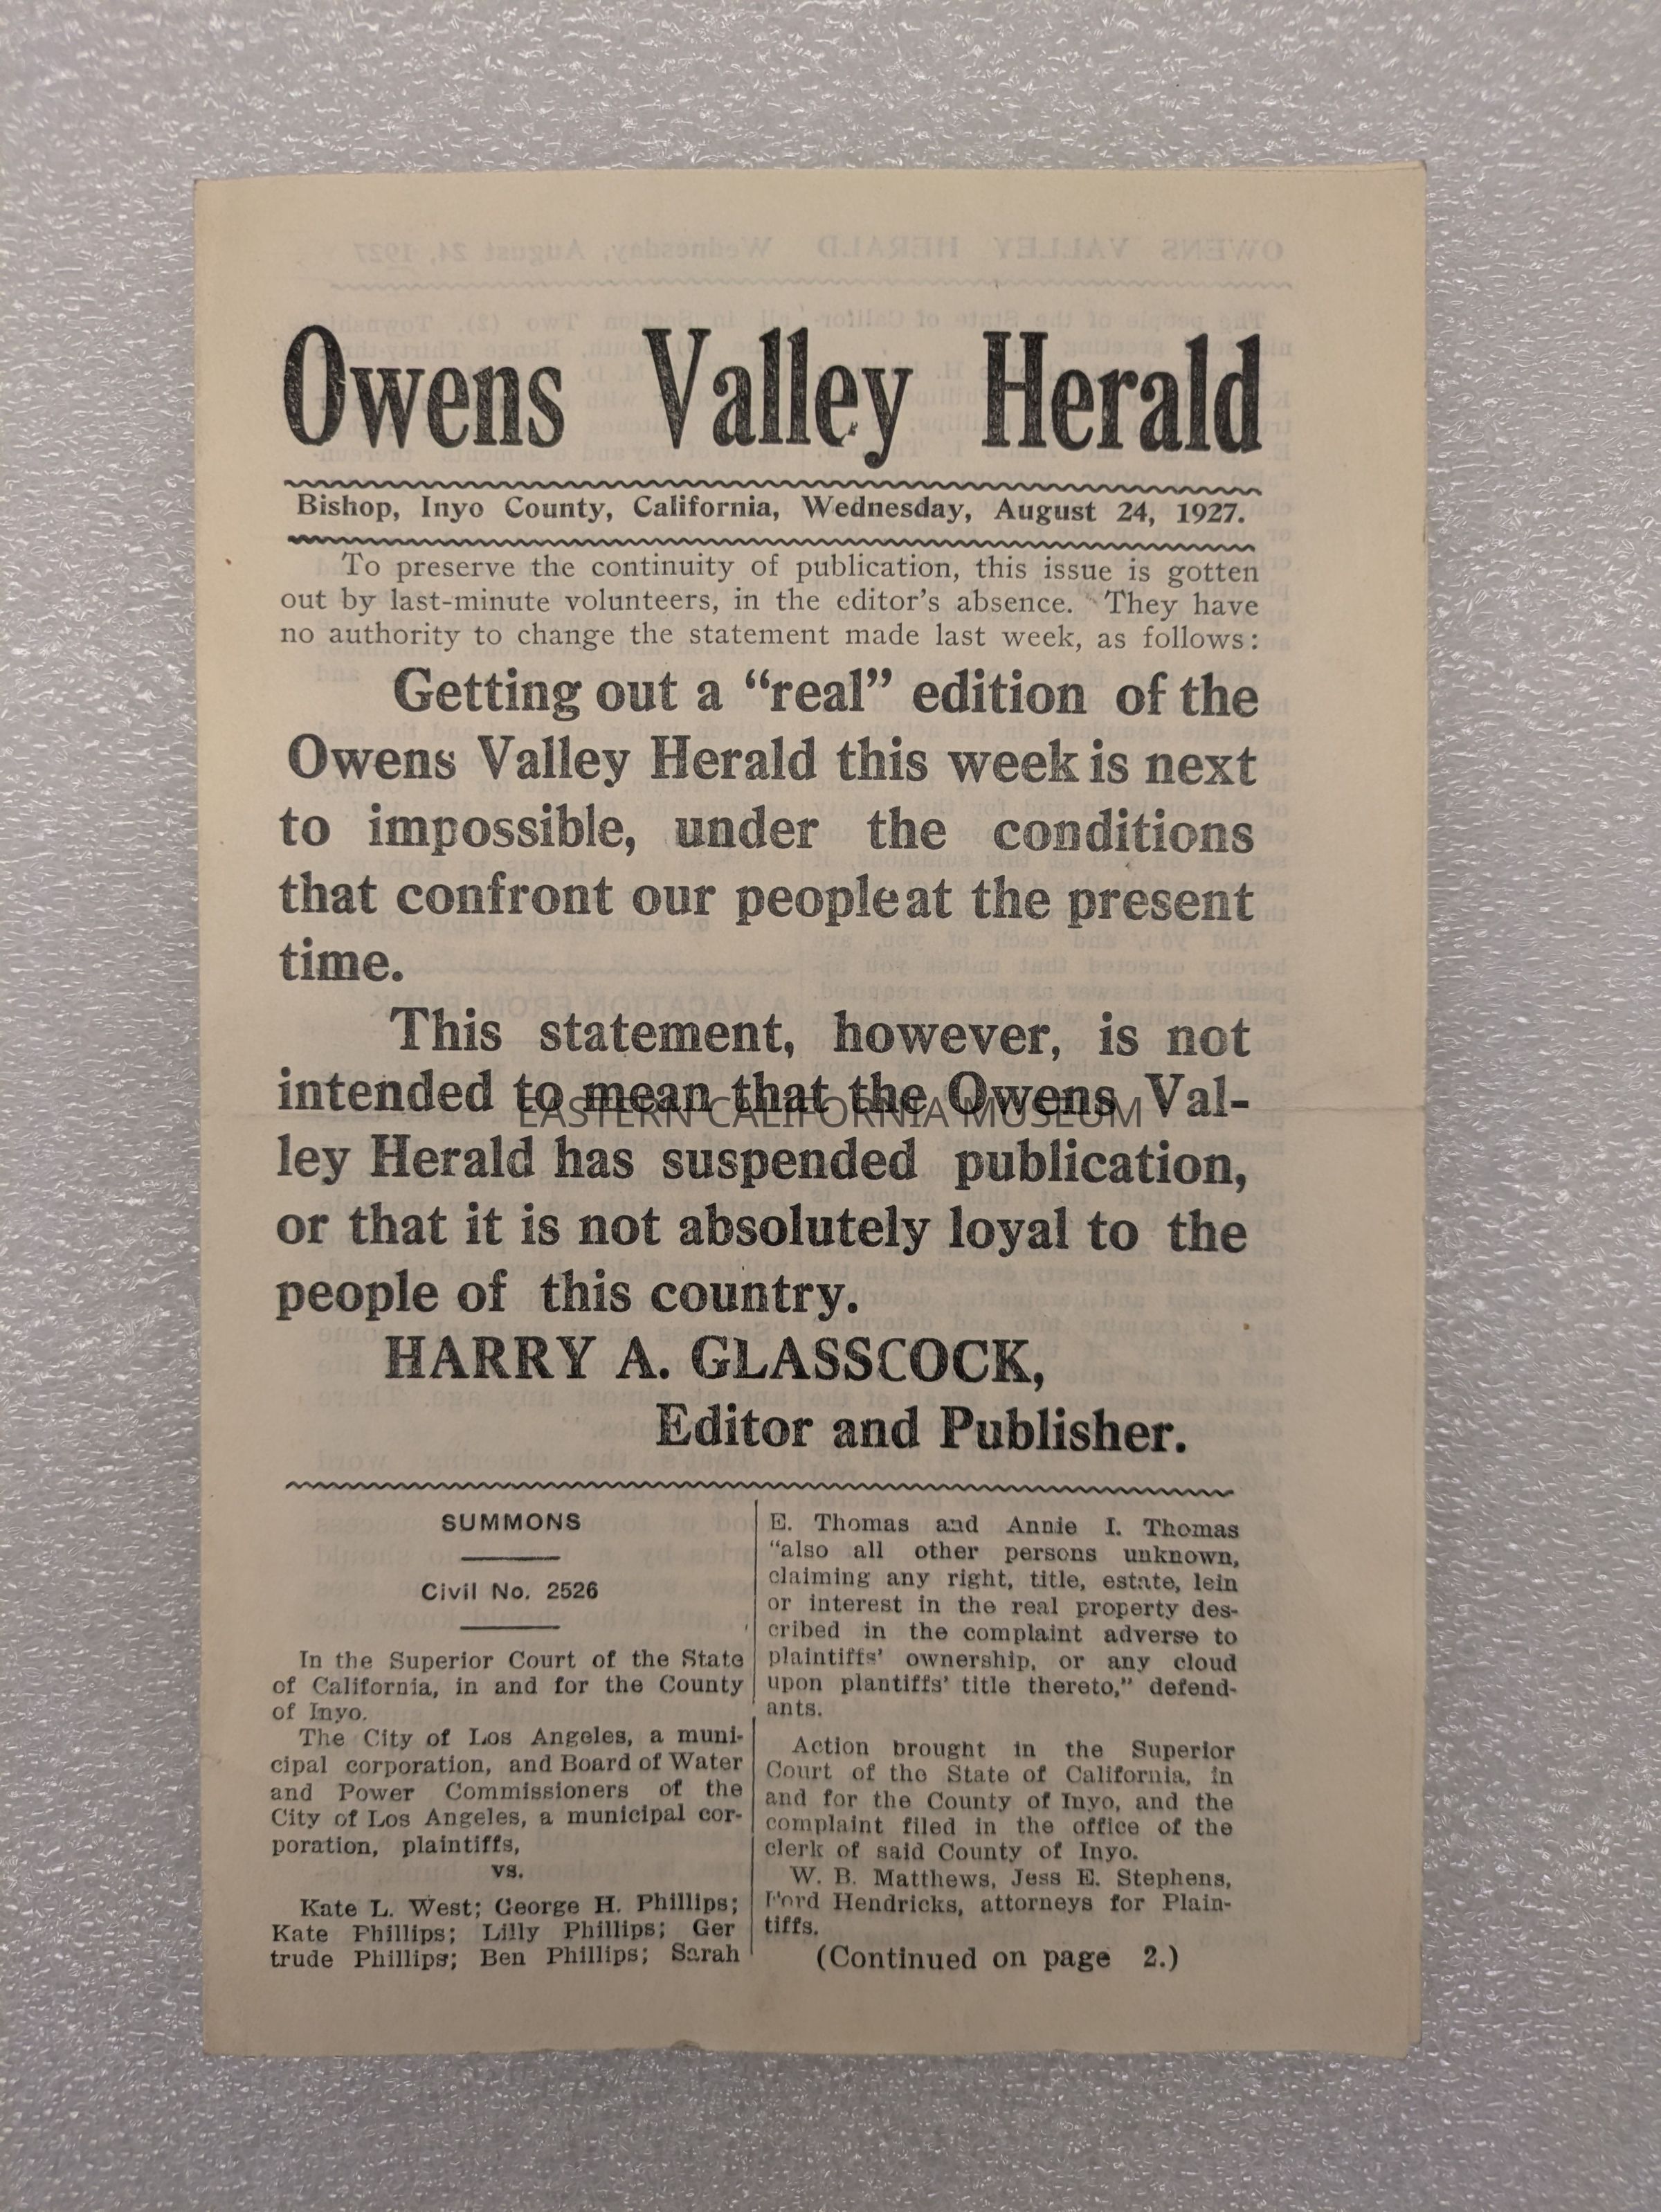 Owens Valley Herald
Bishop, Inyo County, California, Wednesday, August 24, 1927.
To preserve the continuity of publication, this issue is gotten
out by last-minute volunteers, in the editor's absence. They have
no authority to change the statement made last week, as follows:
Getting out a “real” edition of the
Owens Valley Herald this week is next
to impossible, under the conditions
that confront our people at the present
time.
This statement, however, is not
intended to mean that the Owens Val-
EASTERN CALIFORNIA MUSEUM
ley Herald has suspended publication,
or that it is not absolutely loyal to the
people of this country.
HARRY A. GLASSCOCK,
Editor and Publisher.
SUMMONS
Civil No. 2526
In the Superior Court of the State
of California, in and for the County
of Inyo.
The City of Los Angeles, a muni-
cipal corporation, and Board of Water
and Power Commissioners of the
City of Los Angeles, a municipal cor-
poration, plaintiffs,
vs.
Kate L. West; George H. Phillips;
Kate Phillips; Lilly Phillips; Ger
trude Phillips; Ben Phillips; Sarah
E. Thomas and Annie I. Thomas
“also all other persons unknown,
claiming any right, title, estate, lein
or interest in the real property des-
cribed in the complaint adverse to
plaintiffs' ownership, or any cloud
upon plantiffs' title thereto,” defend-
ants.
Action brought in the Superior
Court of the State of California, in
and for the County of Inyo, and the
complaint filed in the office of the
clerk of said County of Inyo.
W. B. Matthews, Jess E. Stephens,
Ford Hendricks, attorneys for Plain-
tiffs.
(Continued on page 2.)